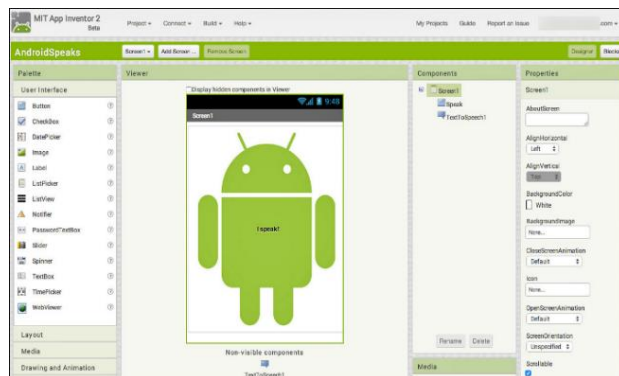 MIT App Inventor 2
Beta
Project Connect Build Help
My Projects Guide Report an Issue .com
AndroidSpeaks
Screen1 Add Screen ... Remove Screen
Designer Blocks
Palette
User Interface
Button
CheckBox
DatePicker
Image
Label
ListPicker
ListView
Notifier
PasswordTextBox
Slider
Spinner
TextBox
TimePicker
WebViewer
Layout
Media
Drawing and Animation
Viewer
Display hidden components in Viewer
9:48
Screen1
I speak!
Non-visible components
TextToSpeech1
Components
Screen1
Speak
TextToSpeech1
Rename Delete
Media
Properties
Screen1
AboutScreen
AlignHorizontal
Left
AlignVertical
Top
BackgroundColor
White
BackgroundImage
None...
CloseScreenAnimation
Default
Icon
None...
OpenScreenAnimation
Default
ScreenOrientation
Unspecified
Scrollable